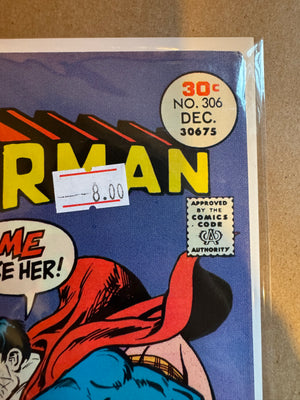 30¢
NO. 306
DEC.
30675
RMAN
8.00
APPROVED
BY THE
COMICS
CODE
AUTHORITY
ME
E HER!